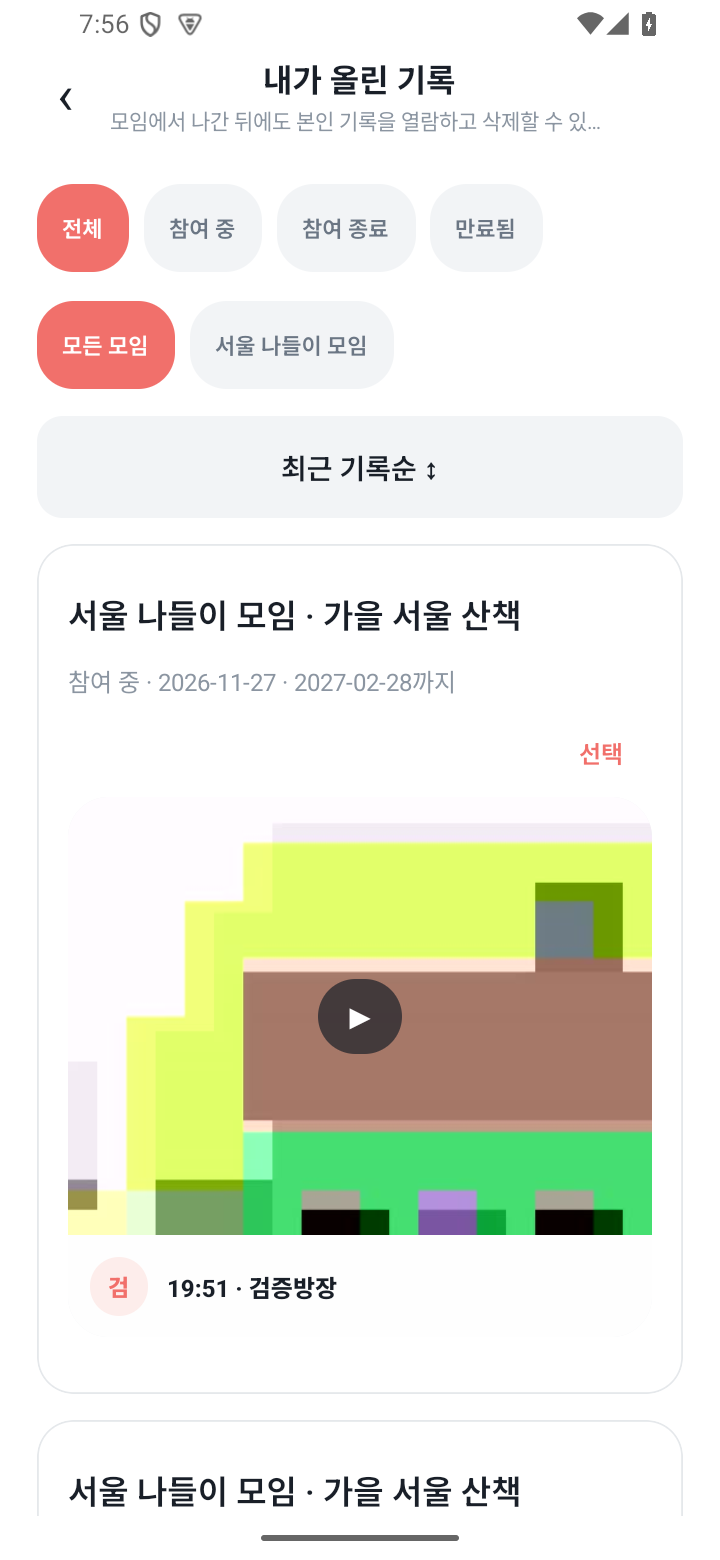 7:56
내가 올린 기록
모임에서 나간 뒤에도 본인 기록을 열람하고 삭제할 수 있...
전체 참여 중 참여 종료 만료됨
모든 모임 서울 나들이 모임
최근 기록순 ↕
서울 나들이 모임 · 가을 서울 산책
참여 중 · 2026-11-27 · 2027-02-28까지
선택
검 19:51 · 검증방장
서울 나들이 모임 · 가을 서울 산책